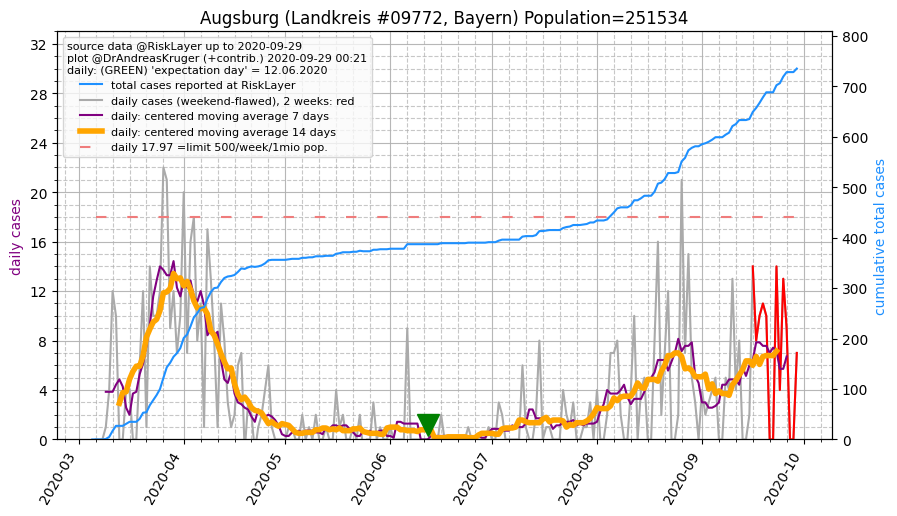 Augsburg (Landkreis #09772, Bayern) Population=251534
source data @RiskLayer up to 2020-09-29
plot @DrAndreasKruger (+contrib.) 2020-09-29 00:21
daily: (GREEN) 'expectation day' = 12.06.2020
total cases reported at RiskLayer
daily cases (weekend-flawed), 2 weeks: red
daily: centered moving average 7 days
daily: centered moving average 14 days
daily 17.97 =limit 500/week/1mio pop.
daily cases
32
28
24
20
16
12
8
4
0
cumulative total cases
800
700
600
500
400
300
200
100
0
2020-03
2020-04
2020-05
2020-06
2020-07
2020-08
2020-09
2020-10